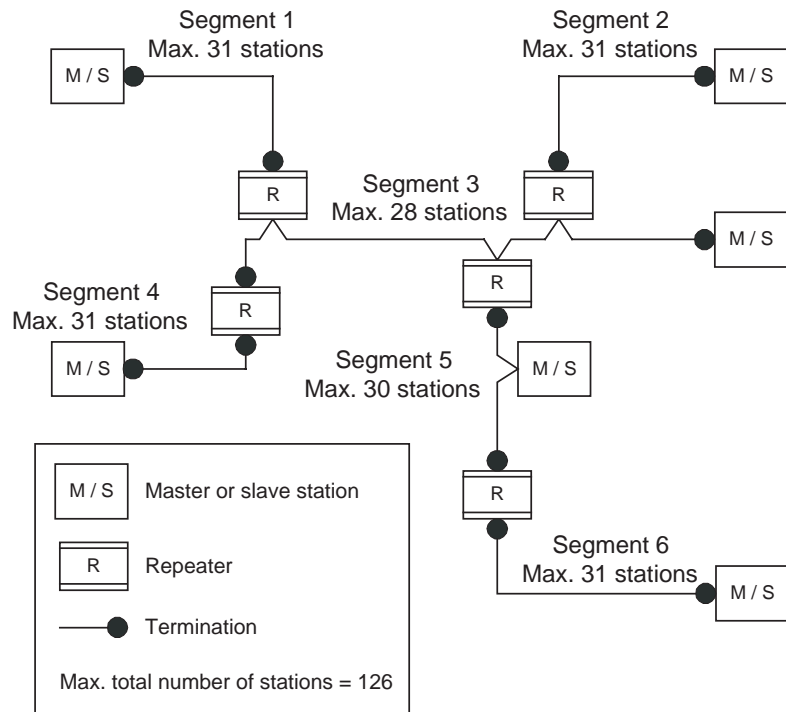 Segment 1
Max. 31 stations
Segment 2
Max. 31 stations
M / S
M / S
R
Segment 3
Max. 28 stations
R
M / S
Segment 4
Max. 31 stations
R
R
M / S
Segment 5
Max. 30 stations
M / S
R
Segment 6
Max. 31 stations
M / S
M / S
Master or slave station
R
Repeater
Termination
Max. total number of stations = 126